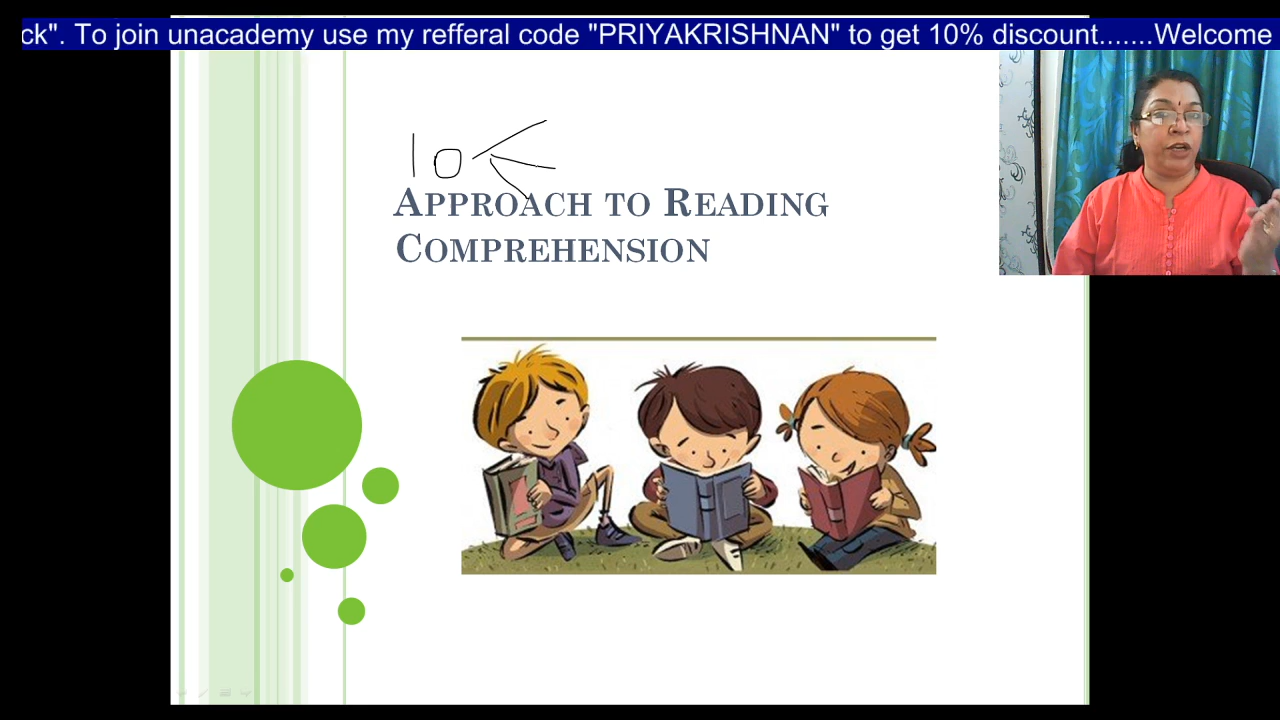 ck". To join unacademy use my refferal code "PRIYAKRISHNAN" to get 10% discount.......Welcome
10
APPROACH TO READING
COMPREHENSION